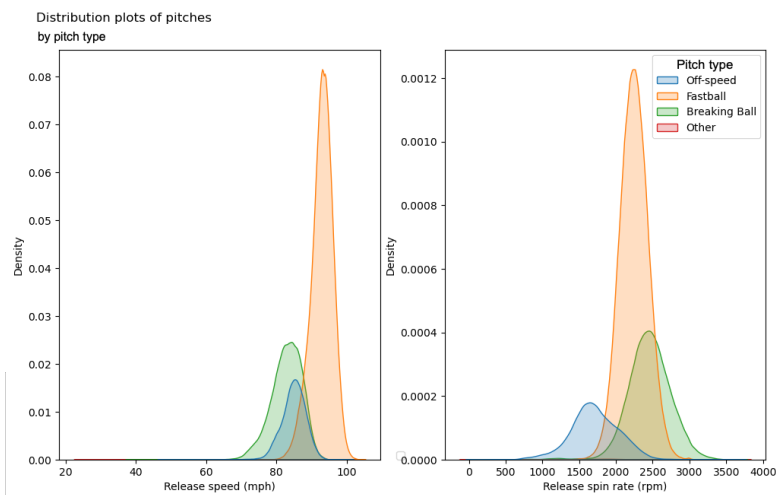 Distribution plots of pitches
by pitch type
0.08
0.07
0.06
0.05
0.04
0.03
0.02
0.01
0.00
Density
20
40
60
80
100
Release speed (mph)
0.0012
0.0010
0.0008
0.0006
0.0004
0.0002
0.0000
Density
0
500
1000
1500
2000
2500
3000
3500
4000
Release spin rate (rpm)
Pitch type
Off-speed
Fastball
Breaking Ball
Other